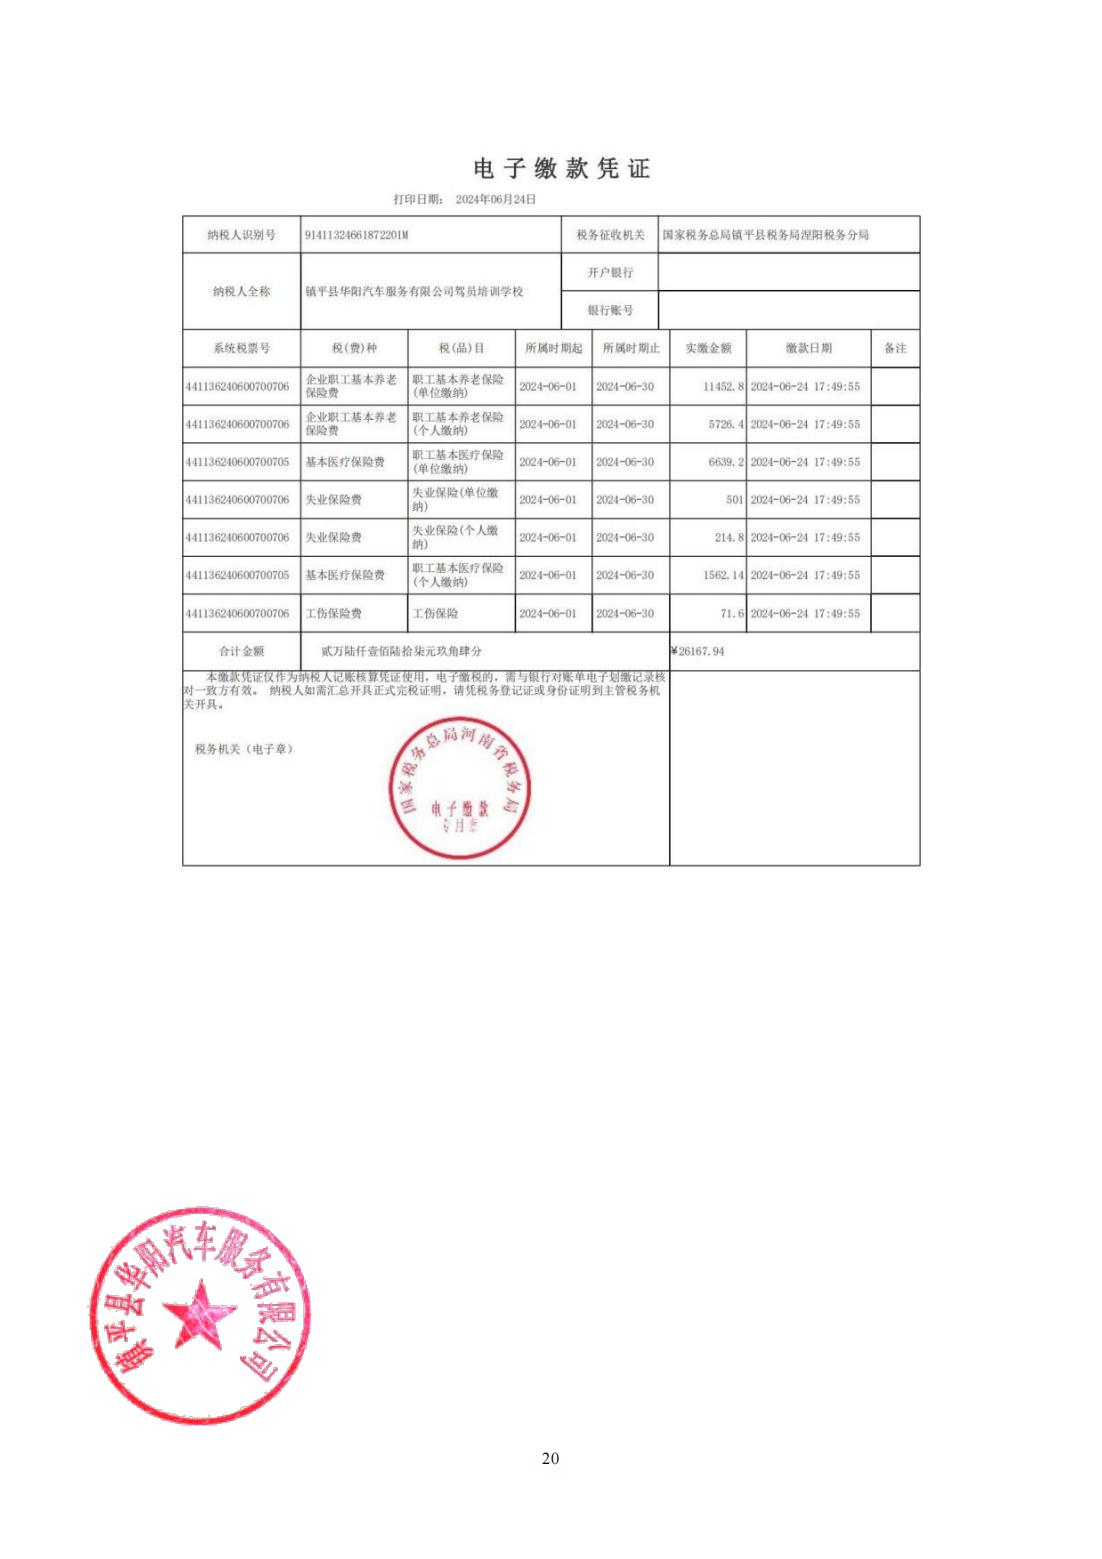 电子缴款凭证
打印日期： 2024年06月24日
纳税人识别号 91411324661872201M 税务征收机关 国家税务总局镇平县税务局涅阳税务分局
纳税人全称 镇平县华阳汽车服务有限公司驾员培训学校 开户银行
银行账号
系统税票号 税(费)种 税(品)目 所属时期起 所属时期止 实缴金额 缴款日期 备注
441136240600700706 企业职工基本养老保险费 职工基本养老保险(单位缴纳) 2024-06-01 2024-06-30 11452.8 2024-06-24 17:49:55
441136240600700706 企业职工基本养老保险费 职工基本养老保险(个人缴纳) 2024-06-01 2024-06-30 5726.4 2024-06-24 17:49:55
441136240600700705 基本医疗保险费 职工基本医疗保险(单位缴纳) 2024-06-01 2024-06-30 6639.2 2024-06-24 17:49:55
441136240600700706 失业保险费 失业保险(单位缴纳) 2024-06-01 2024-06-30 501 2024-06-24 17:49:55
441136240600700706 失业保险费 失业保险(个人缴纳) 2024-06-01 2024-06-30 214.8 2024-06-24 17:49:55
441136240600700705 基本医疗保险费 职工基本医疗保险(个人缴纳) 2024-06-01 2024-06-30 1562.14 2024-06-24 17:49:55
441136240600700706 工伤保险费 工伤保险 2024-06-01 2024-06-30 71.6 2024-06-24 17:49:55
合计金额 贰万陆仟壹佰陆拾柒元玖角肆分 ¥26167.94
本缴款凭证仅作为纳税人记账核算凭证使用，电子缴税的，需与银行对账单电子划缴记录核
对一致方有效。 纳税人如需汇总开具正式完税证明，请凭税务登记证或身份证明到主管税务机
关开具。
税务机关（电子章）
国家税务总局河南省税务局
电子缴款
专用章
镇平县华阳汽车服务有限公司
20